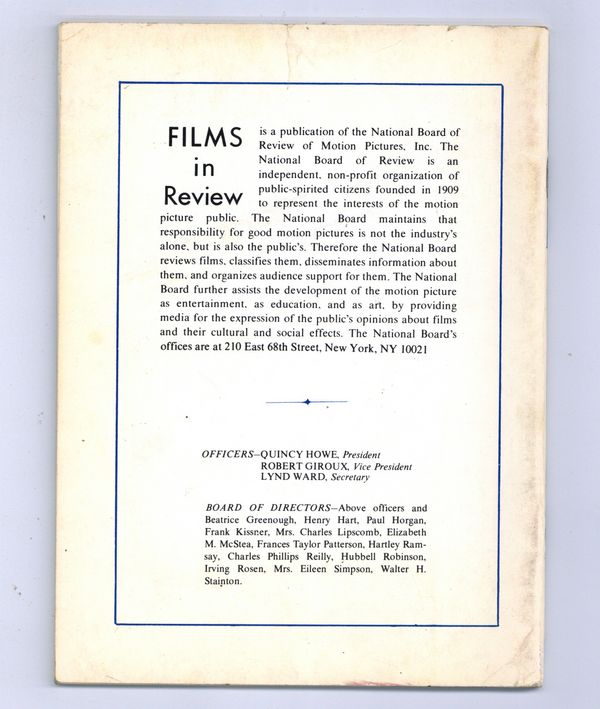 FILMS
in
Review
is a publication of the National Board of
Review of Motion Pictures, Inc. The
National Board of Review is an
independent, non-profit organization of
public-spirited citizens founded in 1909
to represent the interests of the motion
picture public. The National Board maintains that
responsibility for good motion pictures is not the industry's
alone, but is also the public's. Therefore the National Board
reviews films, classifies them, disseminates information about
them, and organizes audience support for them. The National
Board further assists the development of the motion picture
as entertainment, as education, and as art, by providing
media for the expression of the public's opinions about films
and their cultural and social effects. The National Board's
offices are at 210 East 68th Street, New York, NY 10021
OFFICERS—QUINCY HOWE, President
ROBERT GIROUX, Vice President
LYND WARD, Secretary
BOARD OF DIRECTORS—Above officers and
Beatrice Greenough, Henry Hart, Paul Horgan,
Frank Kissner, Mrs. Charles Lipscomb, Elizabeth
M. McStea, Frances Taylor Patterson, Hartley Ram-
say, Charles Phillips Reilly, Hubbell Robinson,
Irving Rosen, Mrs. Eileen Simpson, Walter H.
Stainton.